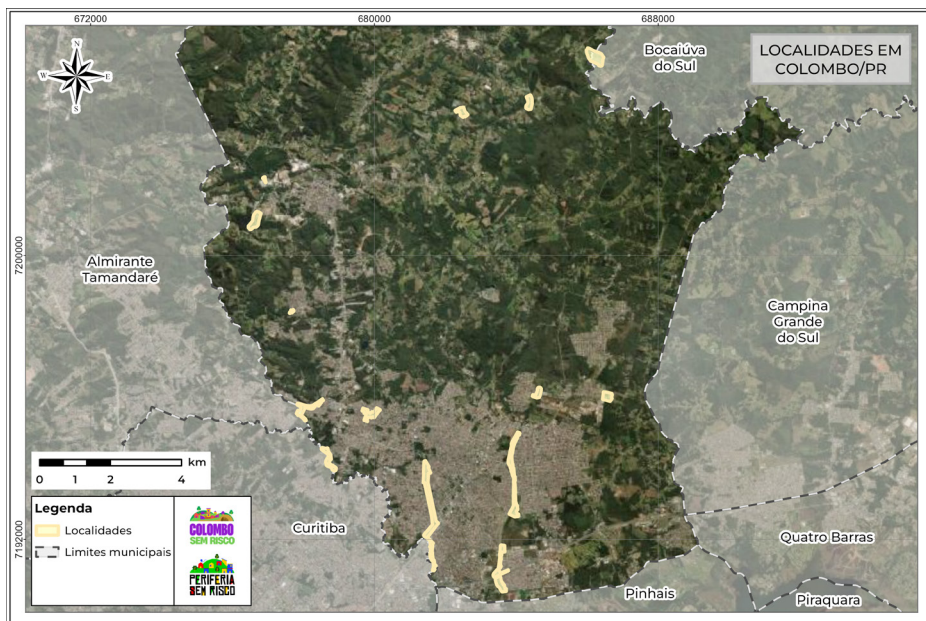 672000
680000
688000
N
W
E
S
Bocaiúva
do Sul
LOCALIDADES EM
COLOMBO/PR
7200000
Almirante
Tamandaré
Campina
Grande
do Sul
km
0
1
2
4
Legenda
Localidades
Limites municipais
COLOMBO
SEM RISCO
PERIFERIA
SEM RISCO
Curitiba
7192000
Quatro Barras
Pinhais
Piraquara